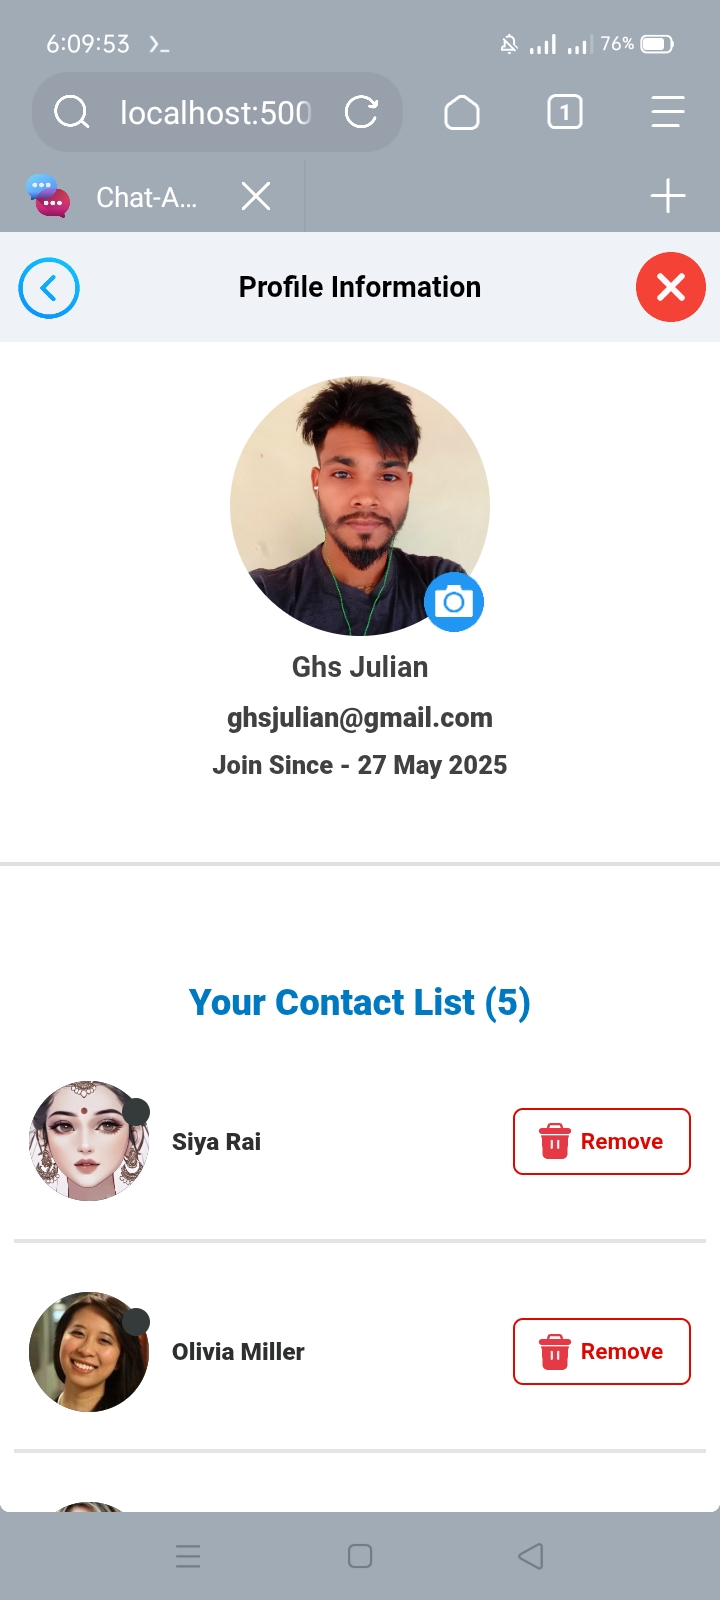 6:09:53
76%
localhost:500
1
Chat-A...
Profile Information
Ghs Julian
ghsjulian@gmail.com
Join Since - 27 May 2025
Your Contact List (5)
Siya Rai
Remove
Olivia Miller
Remove